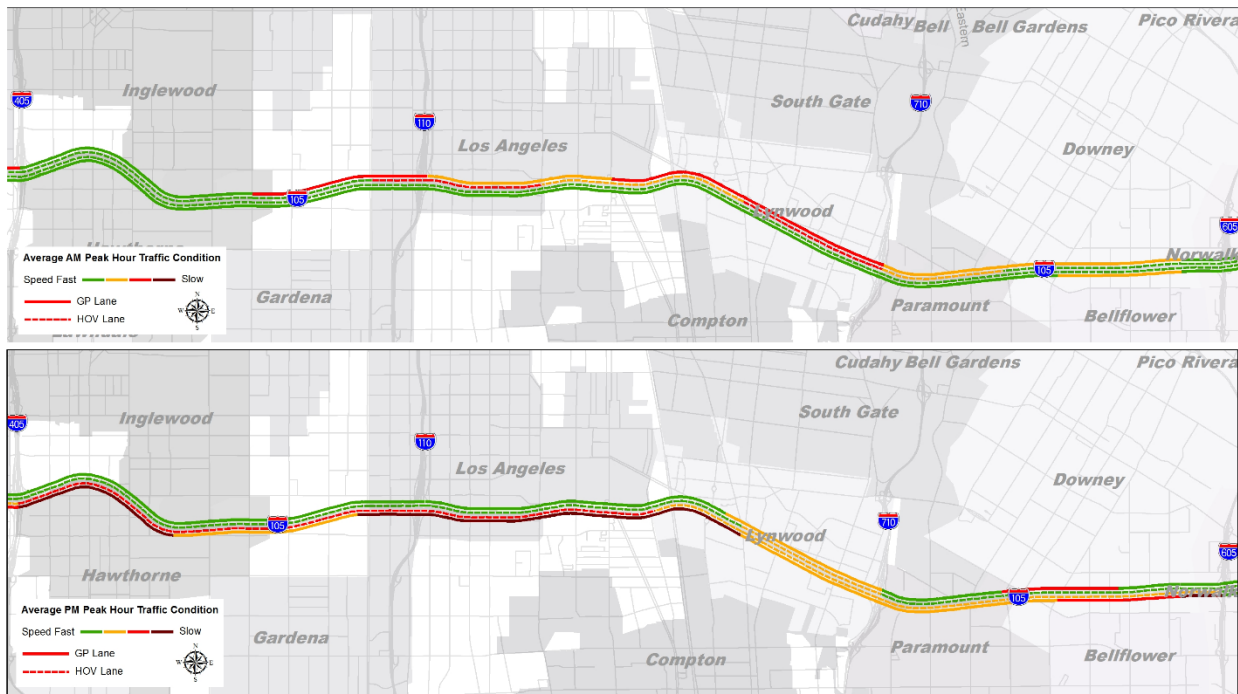 Cudahy
Bell
Eastern
Bell Gardens
Pico Rivera
405
Inglewood
110
South Gate
710
Los Angeles
Downey
105
Lynwood
605
Hawthorne
Norwalk
Average AM Peak Hour Traffic Condition
105
Speed Fast
Slow
GP Lane
HOV Lane
N
W
E
S
Gardena
Paramount
Compton
Bellflower
Cudahy
Bell Gardens
Pico Rivera
405
Inglewood
South Gate
110
Los Angeles
Downey
710
105
Lynwood
605
Hawthorne
105
Norwalk
Average PM Peak Hour Traffic Condition
Speed Fast
Slow
GP Lane
HOV Lane
N
W
E
S
Gardena
Paramount
Compton
Bellflower